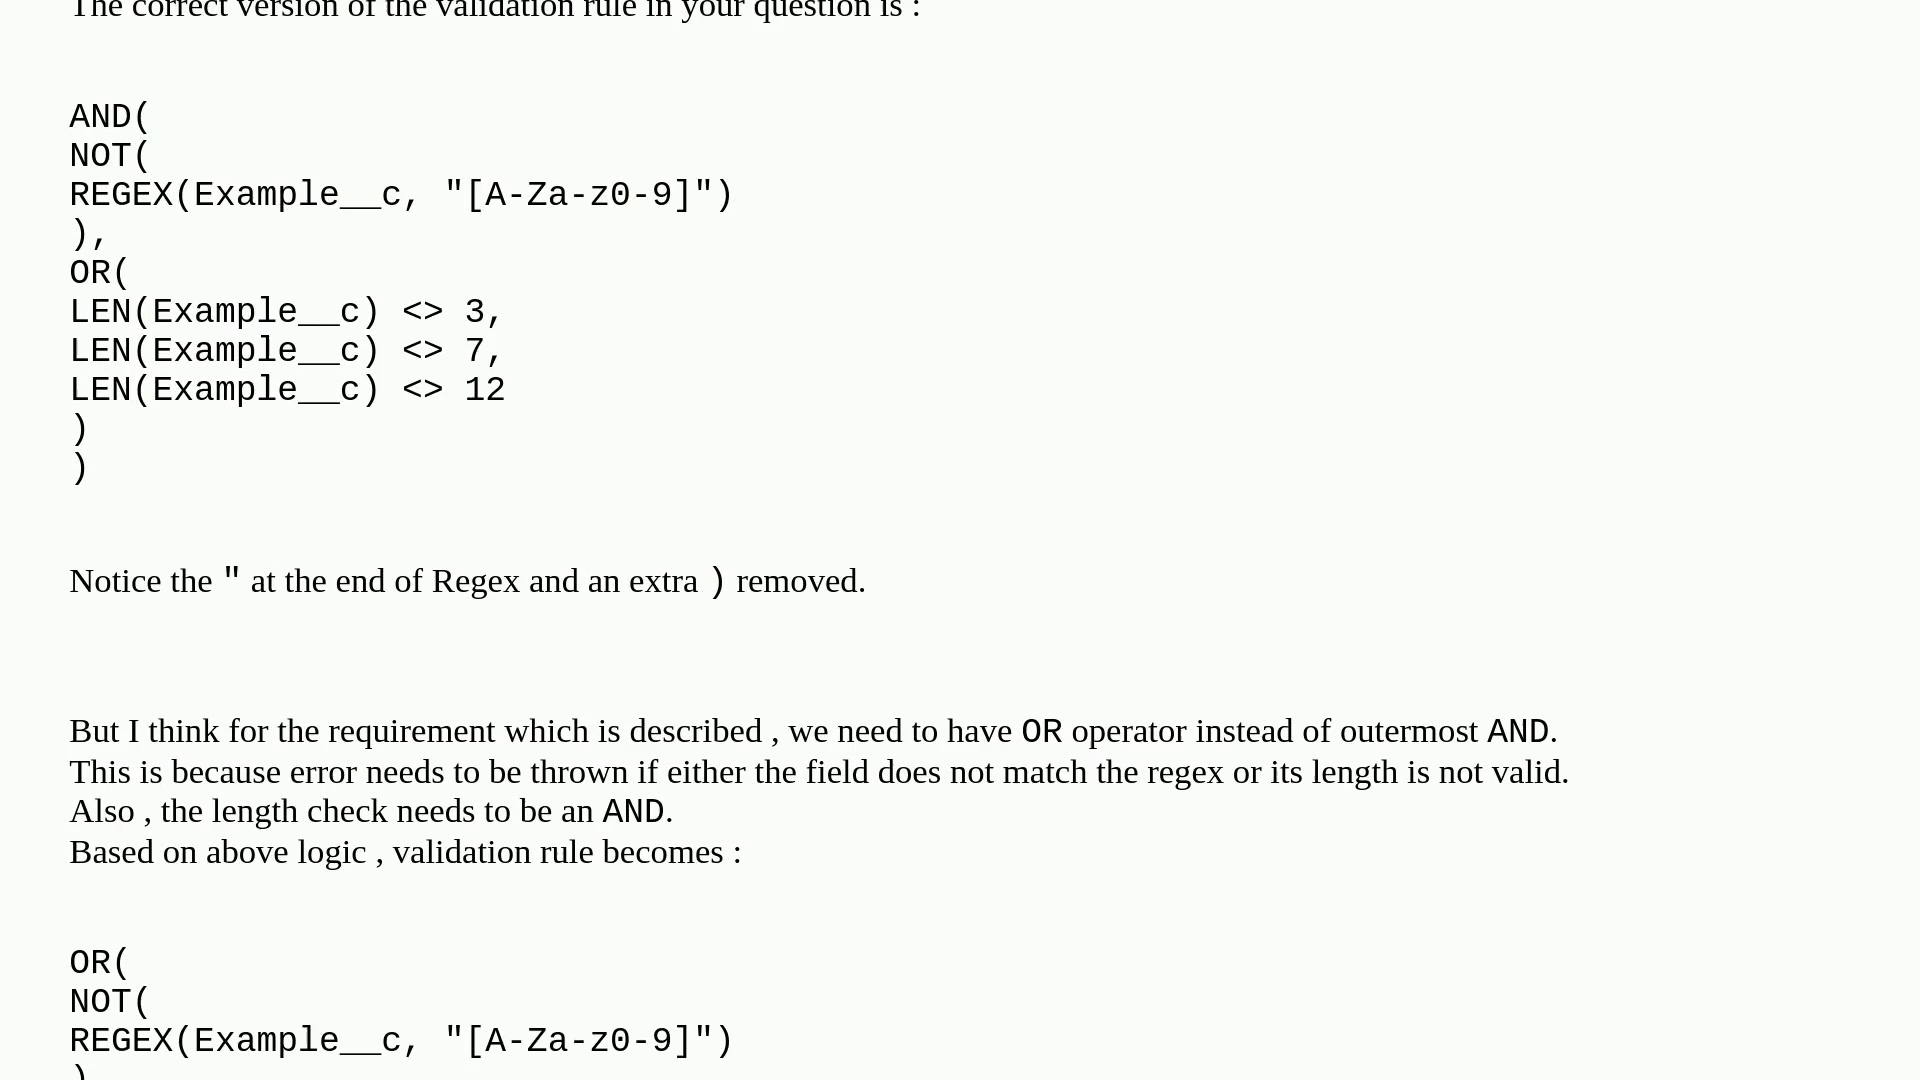 The correct version of the validation rule in your question is :
AND(
NOT(
REGEX(Example__c, "[A-Za-z0-9]")
),
OR(
LEN(Example__c) <> 3,
LEN(Example__c) <> 7,
LEN(Example__c) <> 12
)
)
Notice the " at the end of Regex and an extra ) removed.
But I think for the requirement which is described , we need to have OR operator instead of outermost AND.
This is because error needs to be thrown if either the field does not match the regex or its length is not valid.
Also , the length check needs to be an AND.
Based on above logic , validation rule becomes :
OR(
NOT(
REGEX(Example__c, "[A-Za-z0-9]")
)